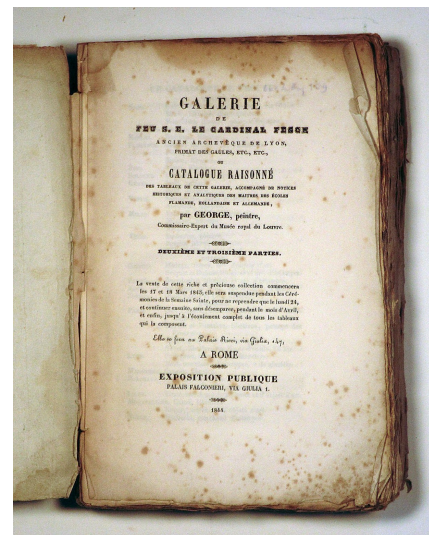 GALERIE
DE
FEU S. E. LE CARDINAL FESCH
ANCIEN ARCHEVÊQUE DE LYON,
PRIMAT DES GAULES, ETC., ETC.,
OU
CATALOGUE RAISONNÉ
DES TABLEAUX DE CETTE GALERIE, ACCOMPAGNÉ DE NOTICES
HISTORIQUES ET ANALYTIQUES DES MAITRES DES ÉCOLES
FLAMANDE, HOLLANDAISE ET ALLEMANDE,
par GEORGE, peintre,
Commissaire-Expert du Musée royal du Louvre.
DEUXIÈME ET TROISIÈME PARTIES.
La vente de cette riche et précieuse collection commencera
les 17 et 18 Mars 1845; elle sera suspendue pendant les Céré-
monies de la Semaine Sainte, pour ne reprendre que le lundi 24,
et continuer ensuite, sans désemparer, pendant le mois d'Avril,
et enfin, jusqu'à l'écoulement complet de tous les tableaux
qui la composent.
Elle se fera au Palais Ricci, via Giulia, 147,
A ROME
EXPOSITION PUBLIQUE
PALAIS FALCONIERI, VIA GIULIA 1.